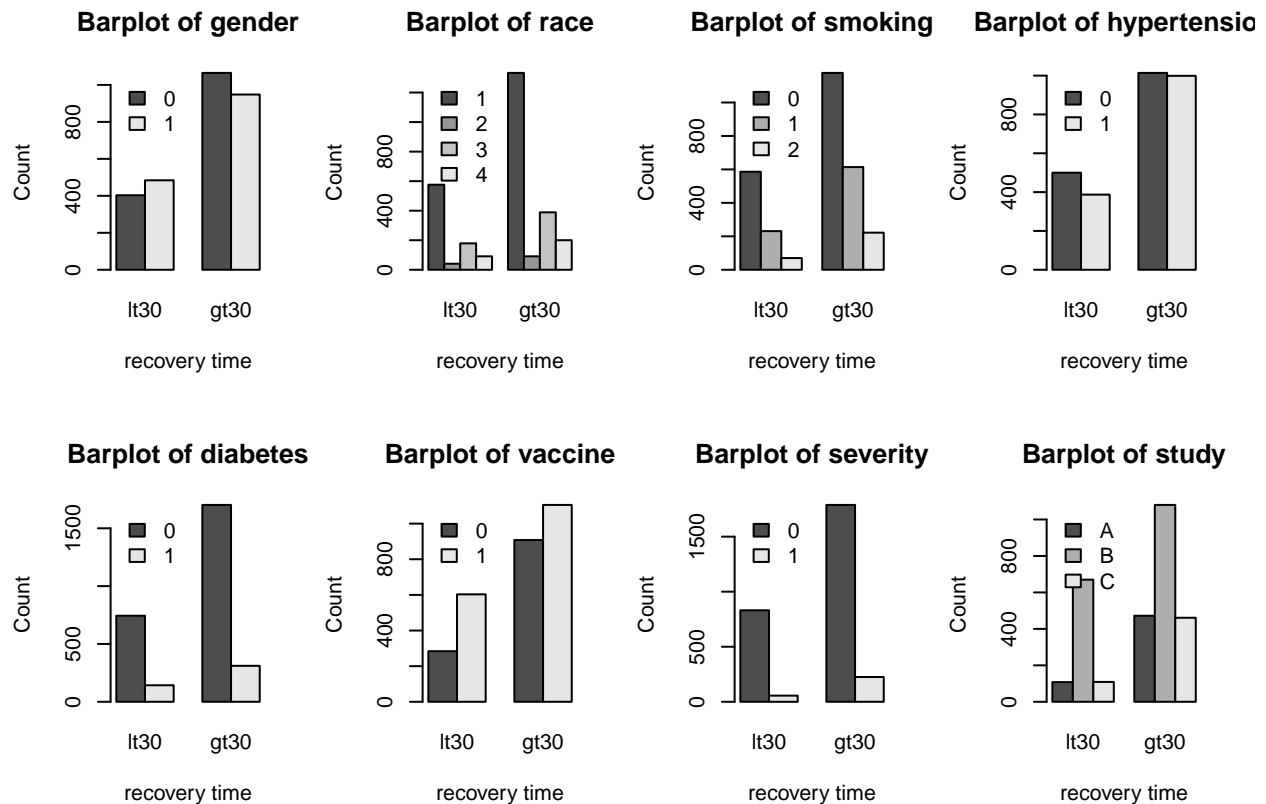 Barplot of gender
Count
0
400
800
0
1
lt30
gt30
recovery time
Barplot of race
Count
0
400
800
1
2
3
4
lt30
gt30
recovery time
Barplot of smoking
Count
0
400
800
0
1
2
lt30
gt30
recovery time
Barplot of hypertensio
Count
0
400
800
0
1
lt30
gt30
recovery time
Barplot of diabetes
Count
0
500
1500
0
1
lt30
gt30
recovery time
Barplot of vaccine
Count
0
400
800
0
1
lt30
gt30
recovery time
Barplot of severity
Count
0
500
1500
0
1
lt30
gt30
recovery time
Barplot of study
Count
0
400
800
A
B
C
lt30
gt30
recovery time